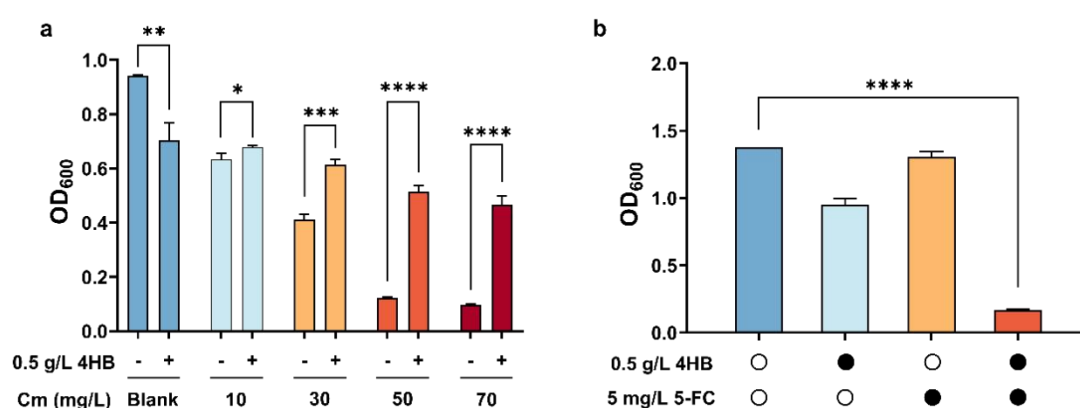 a
b
** * *** **** ****
****
OD600
1.0
0.8
0.6
0.4
0.2
0.0
0.5 g/L 4HB - + - + - + - + - +
Cm (mg/L) Blank 10 30 50 70
OD600
2.0
1.5
1.0
0.5
0.0
0.5 g/L 4HB
5 mg/L 5-FC